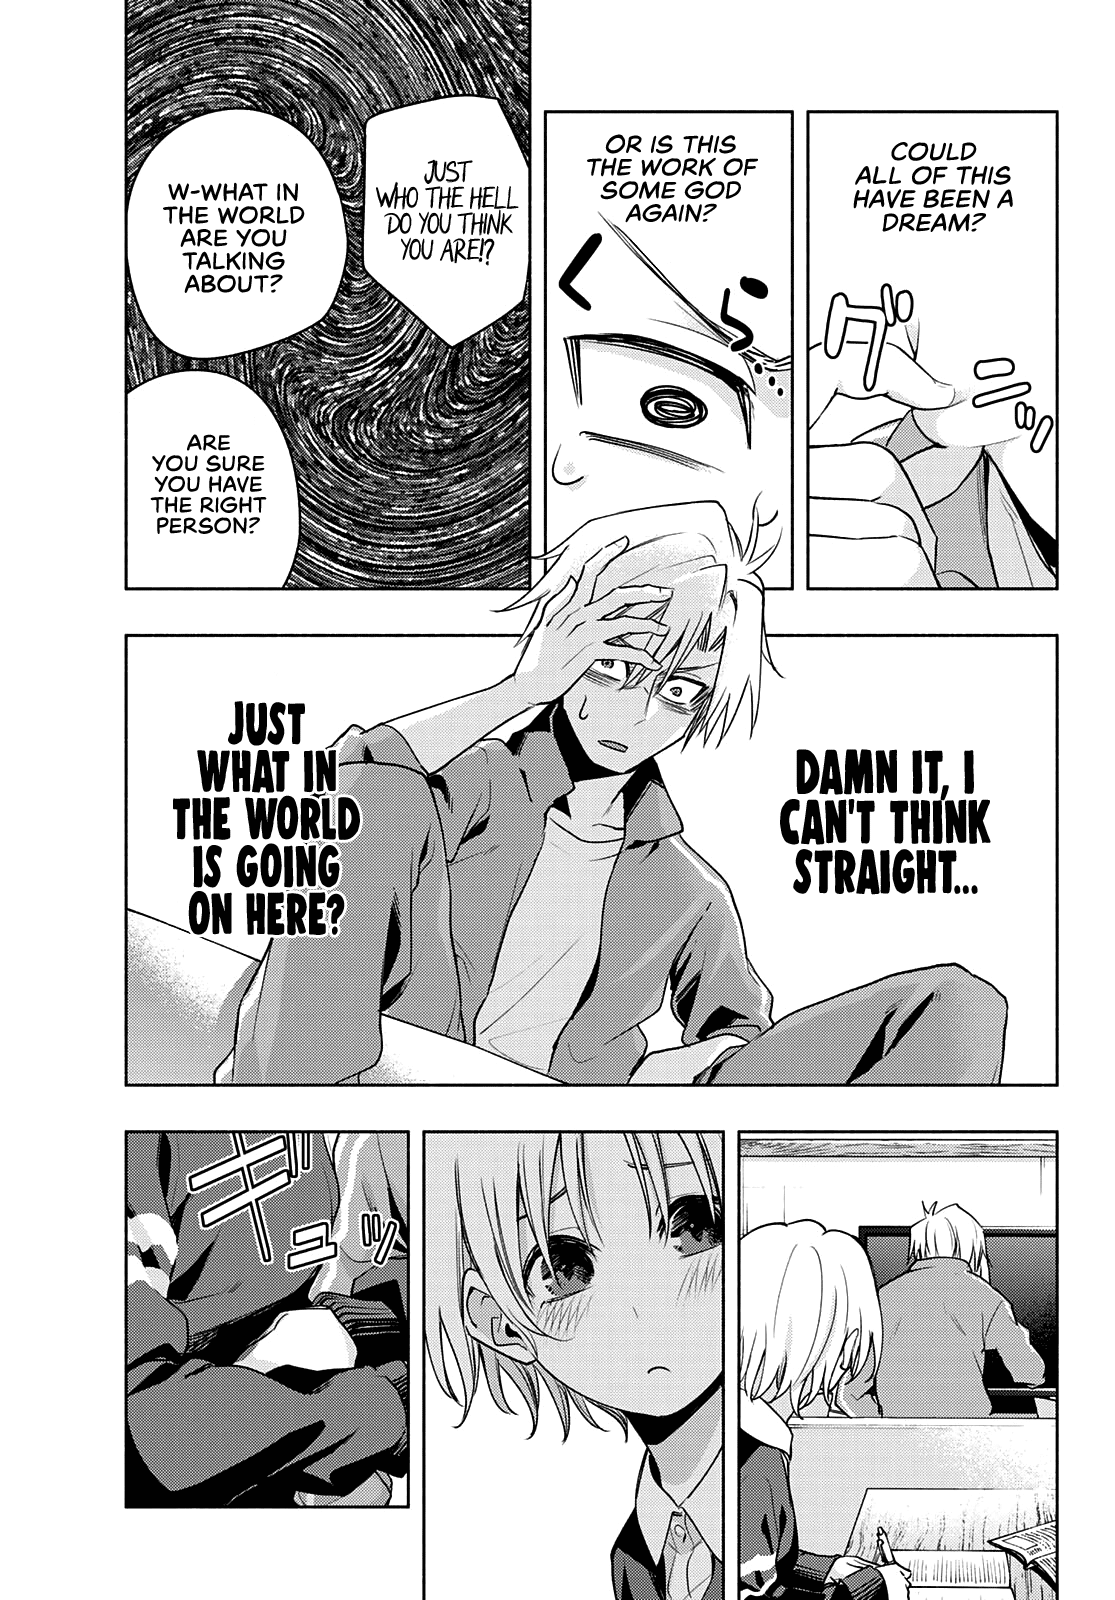 COULD
ALL OF THIS
HAVE BEEN A
DREAM?
グググ
OR IS THIS
THE WORK OF
SOME GOD
AGAIN?
くら
JUST
WHO THE HELL
DO YOU THINK
YOU ARE!?
W-WHAT IN
THE WORLD
ARE YOU
TALKING
ABOUT?
ARE
YOU SURE
YOU HAVE
THE RIGHT
PERSON?
DAMN IT, I
CAN'T THINK
STRAIGHT...
JUST
WHAT IN
THE WORLD
IS GOING
ON HERE?
ギュッ